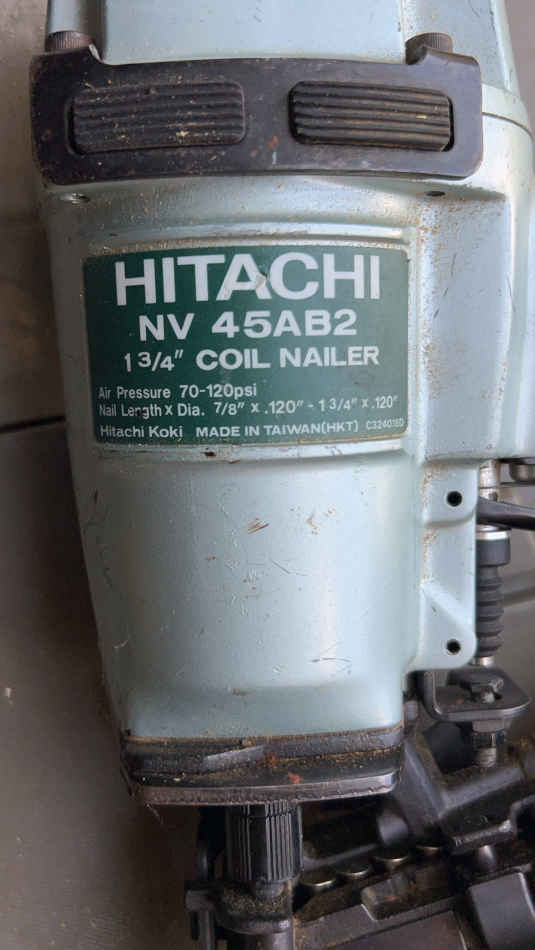 HITACHI
NV 45AB2
1 3/4" COIL NAILER
Air Pressure 70-120psi
Nail Length x Dia. 7/8" x .120" - 1 3/4" x .120"
Hitachi Koki MADE IN TAIWAN(HKT) C324016D